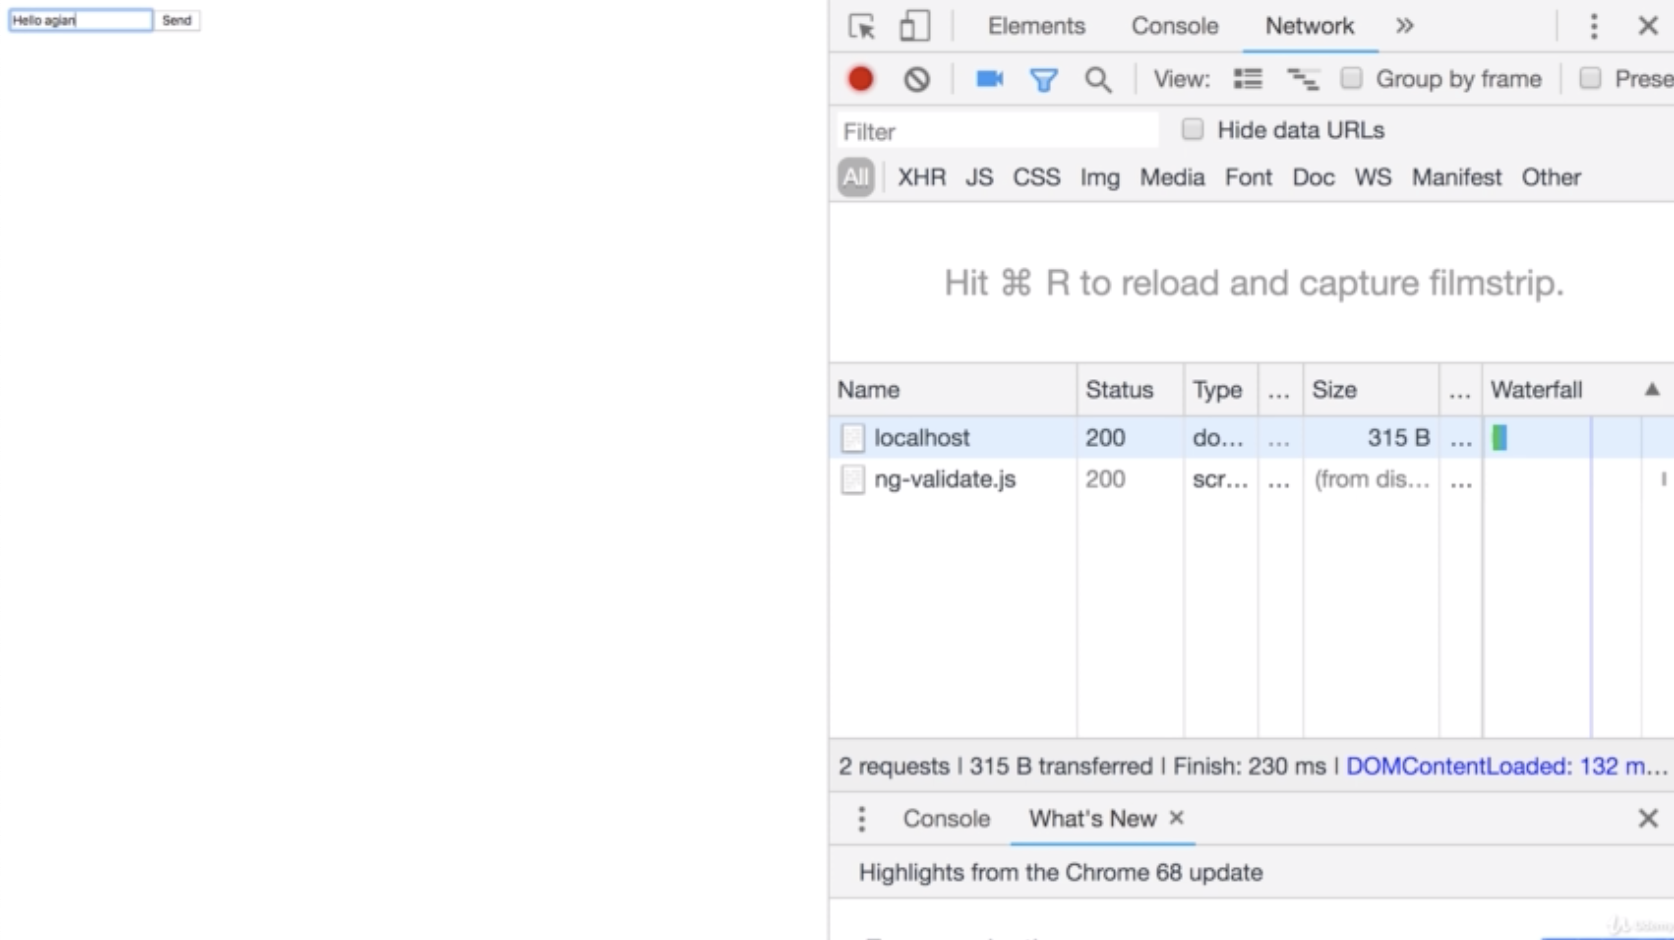 Hello agian Send
Elements Console Network »
View: Group by frame Prese
Filter Hide data URLs
All XHR JS CSS Img Media Font Doc WS Manifest Other
Hit ⌘ R to reload and capture filmstrip.
Name Status Type ... Size ... Waterfall ▲
localhost 200 do... ... 315 B ...
ng-validate.js 200 scr... ... (from dis... ...
2 requests | 315 B transferred | Finish: 230 ms | DOMContentLoaded: 132 m...
Console What's New ×
Highlights from the Chrome 68 update